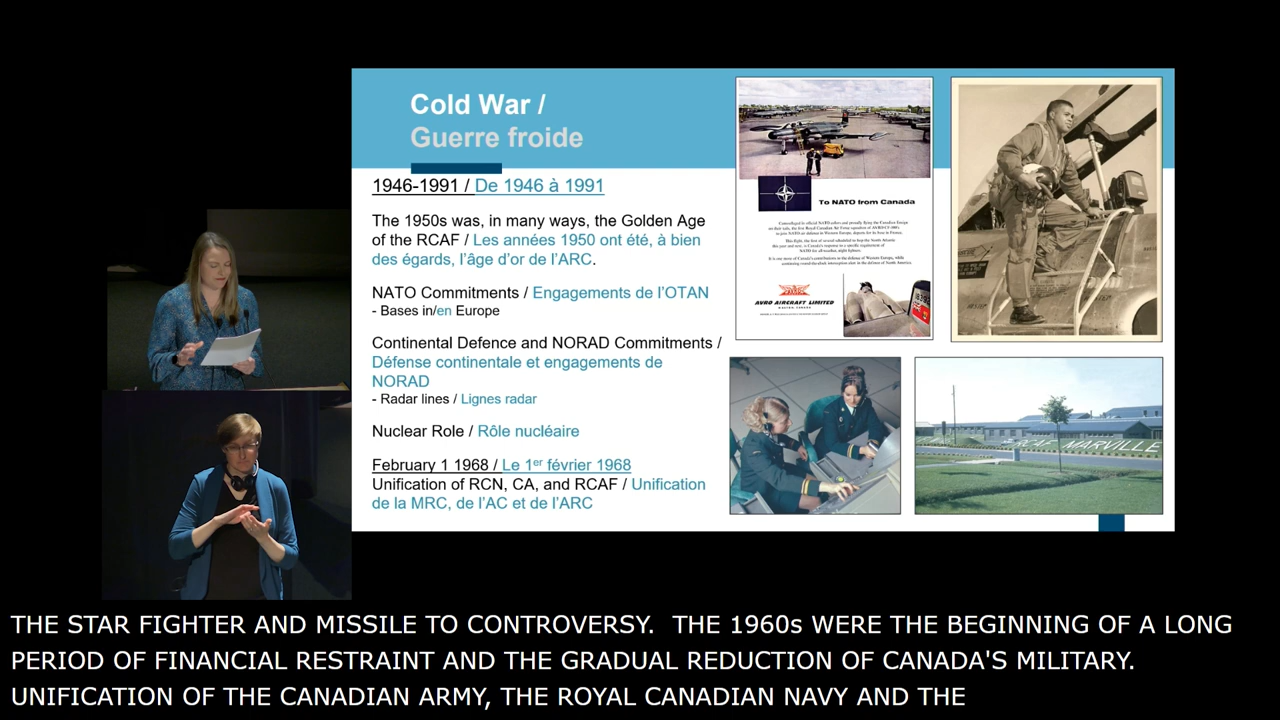 Cold War /
Guerre froide
1946-1991 / De 1946 à 1991
The 1950s was, in many ways, the Golden Age
of the RCAF / Les années 1950 ont été, à bien
des égards, l'âge d'or de l'ARC.
NATO Commitments / Engagements de l'OTAN
- Bases in/en Europe
Continental Defence and NORAD Commitments /
Défense continentale et engagements de
NORAD
- Radar lines / Lignes radar
Nuclear Role / Rôle nucléaire
February 1 1968 / Le 1er février 1968
Unification of RCN, CA, and RCAF / Unification
de la MRC, de l'AC et de l'ARC
To NATO from Canada
AVRO AIRCRAFT LIMITED
RCAF MARVILLE
THE STAR FIGHTER AND MISSILE TO CONTROVERSY. THE 1960s WERE THE BEGINNING OF A LONG
PERIOD OF FINANCIAL RESTRAINT AND THE GRADUAL REDUCTION OF CANADA'S MILITARY.
UNIFICATION OF THE CANADIAN ARMY, THE ROYAL CANADIAN NAVY AND THE